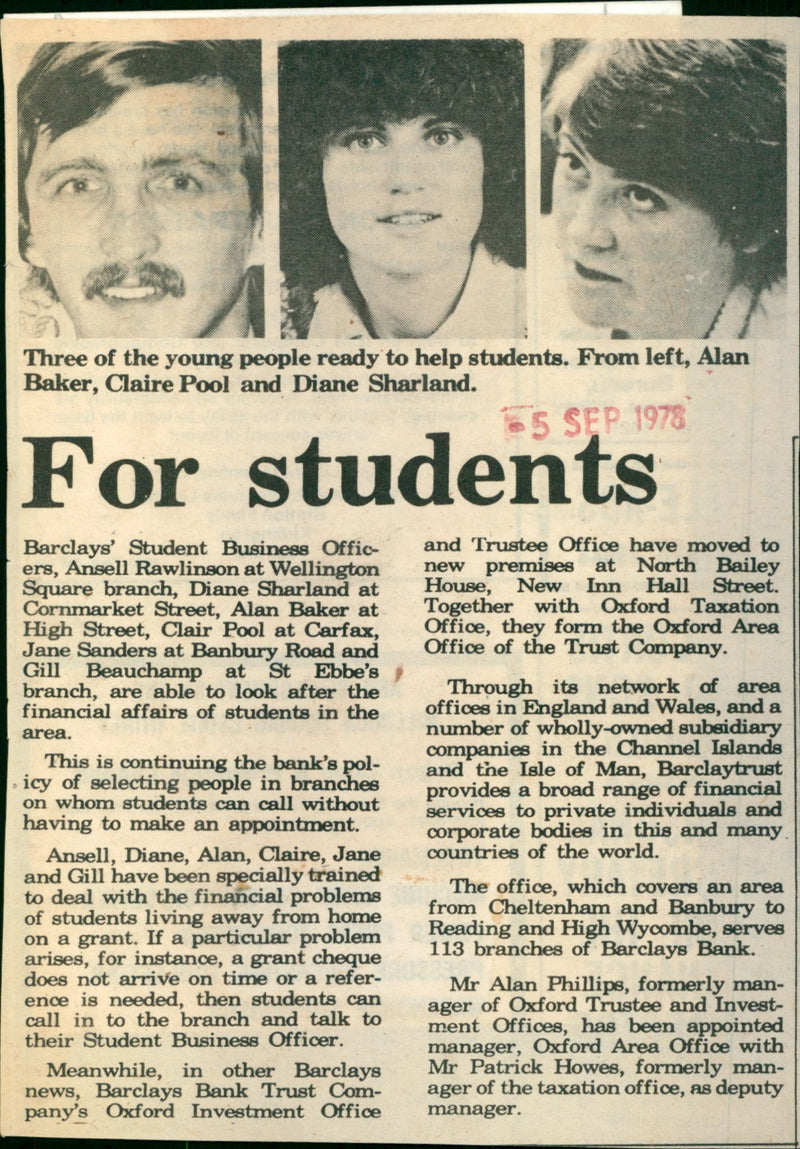 Three of the young people ready to help students. From left, Alan
Baker, Claire Pool and Diane Sharland.
5 SEP 1978
For students
Barclays' Student Business Offic-
ers, Ansell Rawlinson at Wellington
Square branch, Diane Sharland at
Cornmarket Street, Alan Baker at
High Street, Clair Pool at Carfax,
Jane Sanders at Banbury Road and
Gill Beauchamp at St Ebbe's
branch, are able to look after the
financial affairs of students in the
area.
This is continuing the bank's pol-
icy of selecting people in branches
on whom students can call without
having to make an appointment.
Ansell, Diane, Alan, Claire, Jane
and Gill have been specially trained
to deal with the financial problems
of students living away from home
on a grant. If a particular problem
arises, for instance, a grant cheque
does not arrive on time or a refer-
ence is needed, then students can
call in to the branch and talk to
their Student Business Officer.
Meanwhile, in other Barclays
news, Barclays Bank Trust Com-
pany's Oxford Investment Office
and Trustee Office have moved to
new premises at North Bailey
House, New Inn Hall Street.
Together with Oxford Taxation
Office, they form the Oxford Area
Office of the Trust Company.
Through its network of area
offices in England and Wales, and a
number of wholly-owned subsidiary
companies in the Channel Islands
and the Isle of Man, Barclaytrust
provides a broad range of financial
services to private individuals and
corporate bodies in this and many
countries of the world.
The office, which covers an area
from Cheltenham and Banbury to
Reading and High Wycombe, serves
113 branches of Barclays Bank.
Mr Alan Phillips, formerly man-
ager of Oxford Trustee and Invest-
ment Offices, has been appointed
manager, Oxford Area Office with
Mr Patrick Howes, formerly man-
ager of the taxation office, as deputy
manager.